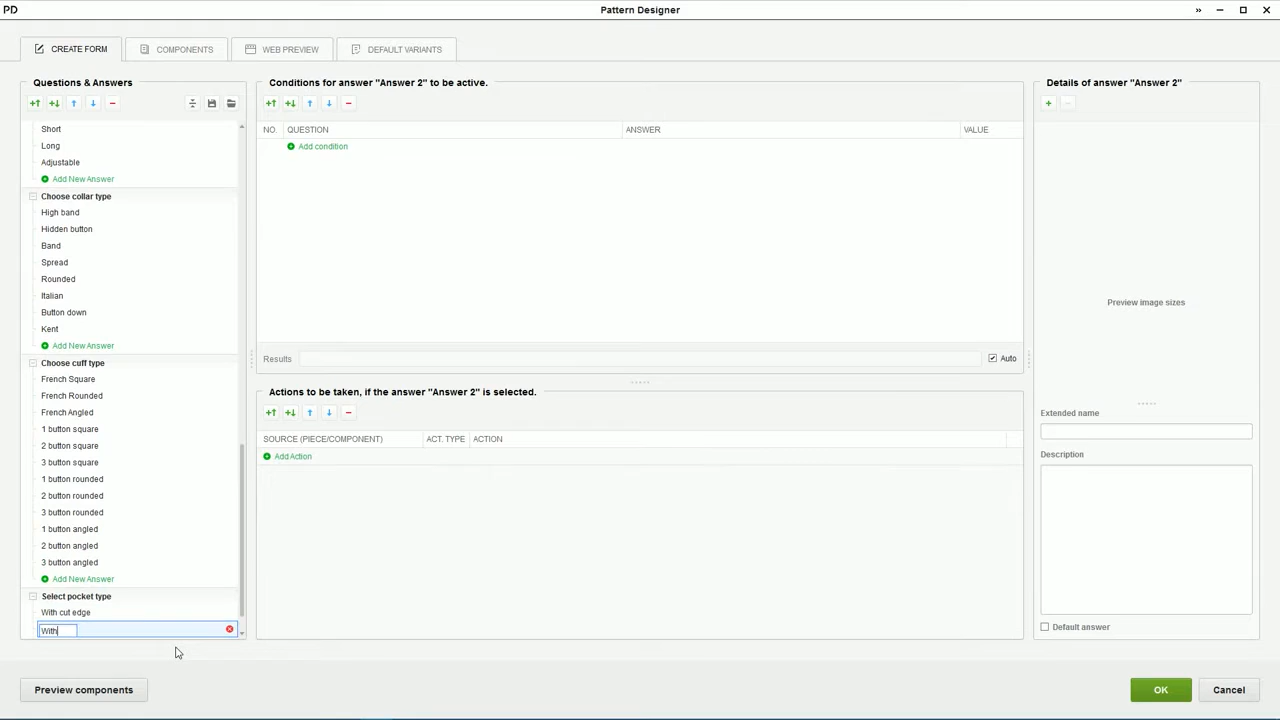 PD
Pattern Designer
»
CREATE FORM
COMPONENTS
WEB PREVIEW
DEFAULT VARIANTS
Questions & Answers
Short
Long
Adjustable
Add New Answer
Choose collar type
High band
Hidden button
Band
Spread
Rounded
Italian
Button down
Kent
Add New Answer
Choose cuff type
French Square
French Rounded
French Angled
1 button square
2 button square
3 button square
1 button rounded
2 button rounded
3 button rounded
1 button angled
2 button angled
3 button angled
Add New Answer
Select pocket type
With cut edge
With
Conditions for answer "Answer 2" to be active.
NO. QUESTION ANSWER VALUE
Add condition
Results
Auto
Actions to be taken, if the answer "Answer 2" is selected.
SOURCE (PIECE/COMPONENT) ACT. TYPE ACTION
Add Action
Details of answer "Answer 2"
Preview image sizes
Extended name
Description
Default answer
Preview components
OK
Cancel